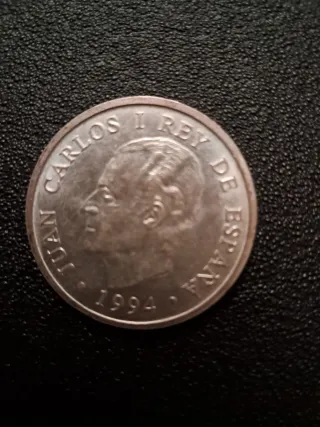 · JUAN CARLOS I REY DE ESPAÑA ·
1994